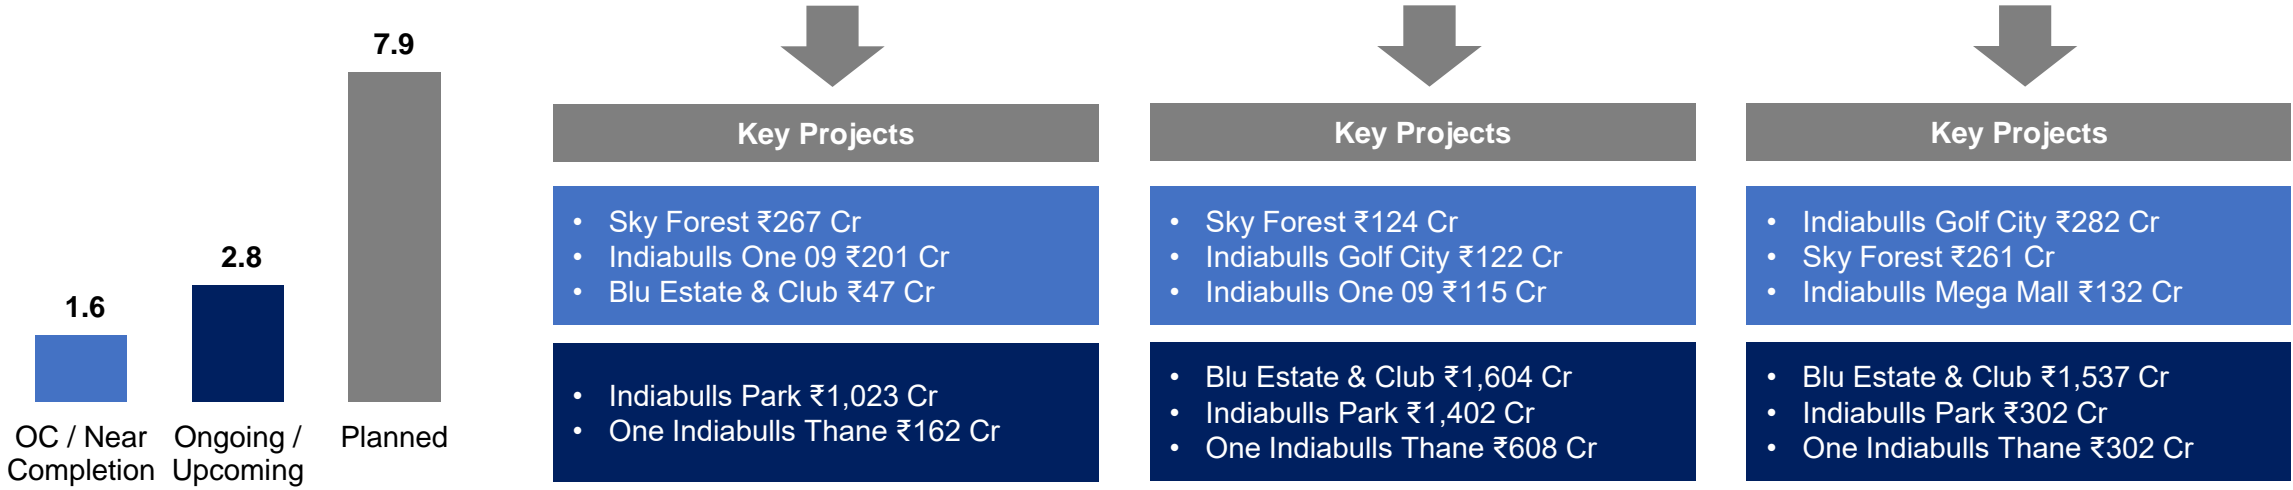 7.9
2.8
1.6
OC / Near
Completion
Ongoing /
Upcoming
Planned
Key Projects
• Sky Forest ₹267 Cr
• Indiabulls One 09 ₹201 Cr
• Blu Estate & Club ₹47 Cr
• Indiabulls Park ₹1,023 Cr
• One Indiabulls Thane ₹162 Cr
Key Projects
• Sky Forest ₹124 Cr
• Indiabulls Golf City ₹122 Cr
• Indiabulls One 09 ₹115 Cr
• Blu Estate & Club ₹1,604 Cr
• Indiabulls Park ₹1,402 Cr
• One Indiabulls Thane ₹608 Cr
Key Projects
• Indiabulls Golf City ₹282 Cr
• Sky Forest ₹261 Cr
• Indiabulls Mega Mall ₹132 Cr
• Blu Estate & Club ₹1,537 Cr
• Indiabulls Park ₹302 Cr
• One Indiabulls Thane ₹302 Cr